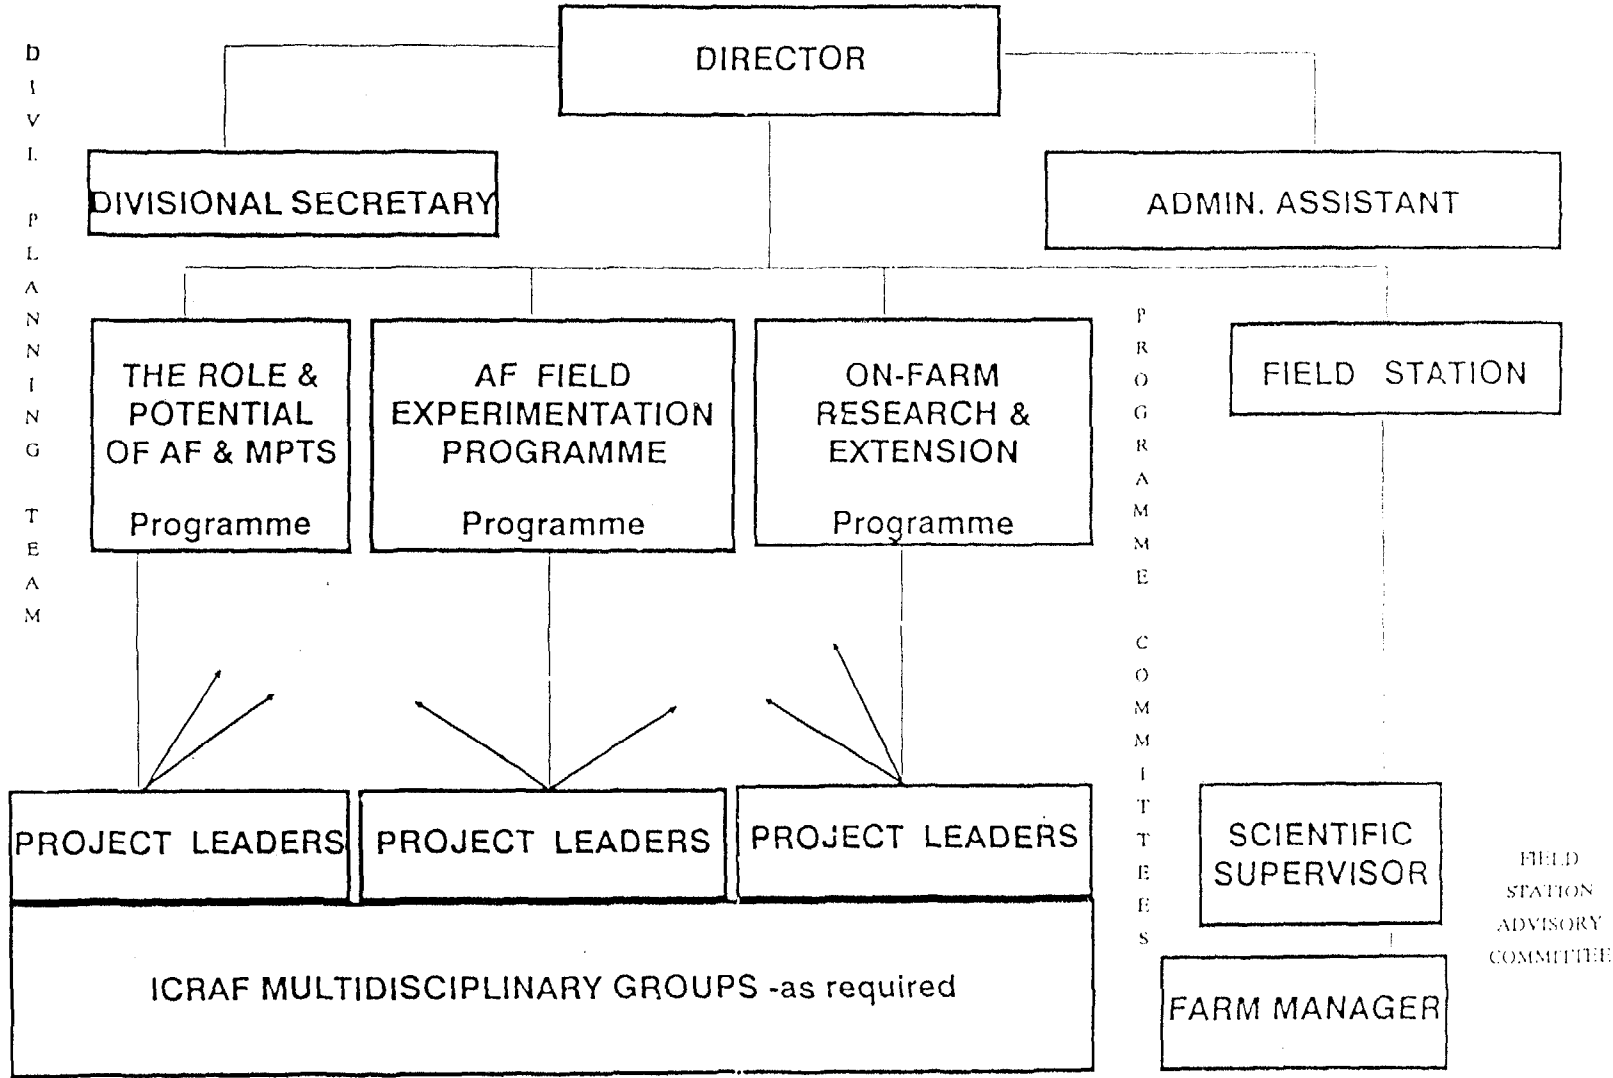 DIRECTOR
DIVISIONAL SECRETARY
ADMIN. ASSISTANT
DIVL PLANNING TEAM
THE ROLE &
POTENTIAL
OF AF & MPTS
Programme
AF FIELD
EXPERIMENTATION
PROGRAMME
Programme
ON-FARM
RESEARCH &
EXTENSION
Programme
PROGRAMME COMMITTEES
FIELD STATION
PROJECT LEADERS
PROJECT LEADERS
PROJECT LEADERS
SCIENTIFIC
SUPERVISOR
FIELD
STATION
ADVISORY
COMMITTEE
ICRAF MULTIDISCIPLINARY GROUPS -as required
FARM MANAGER